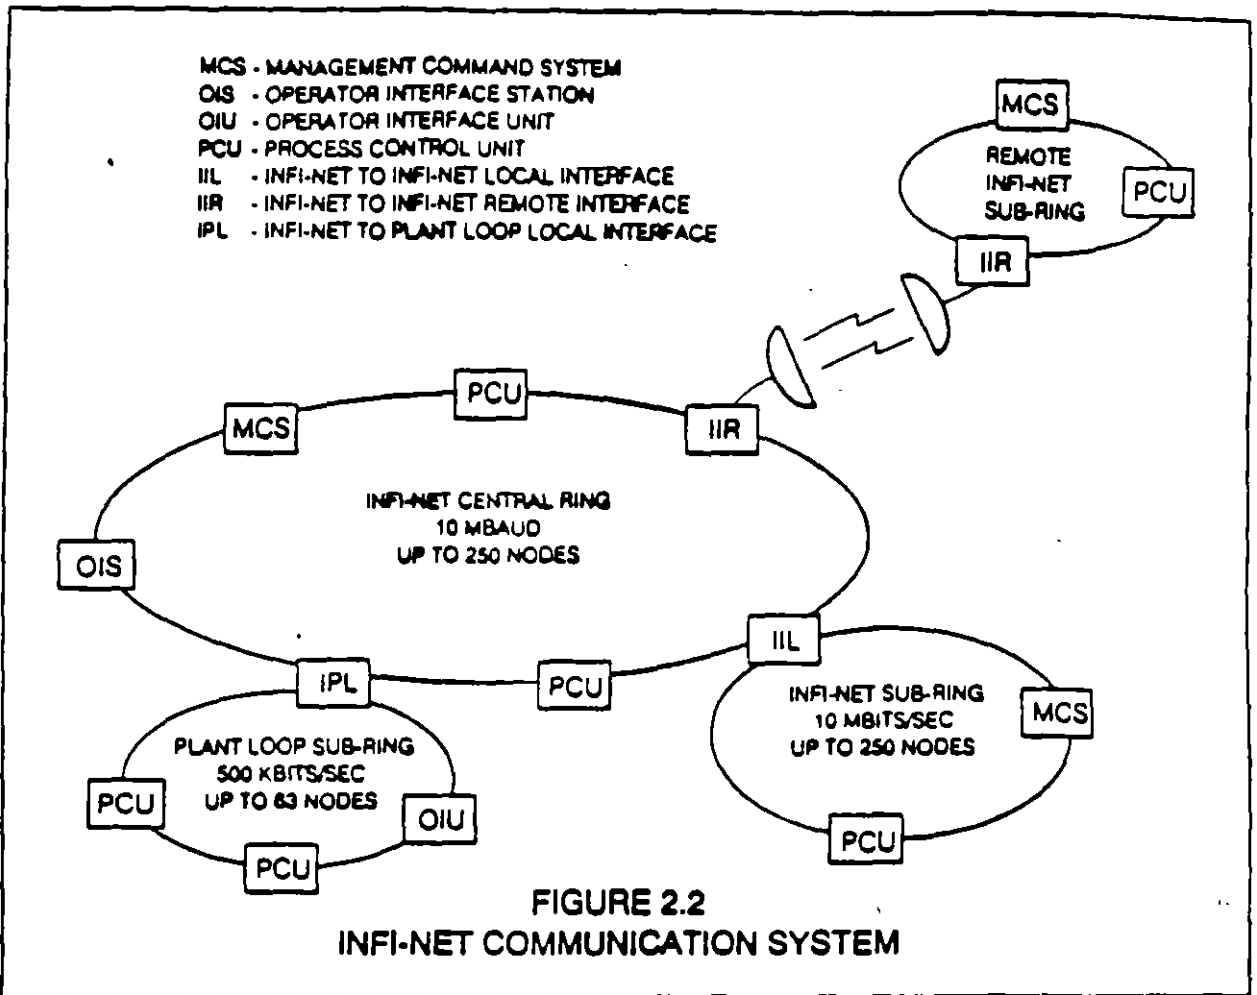 MCS - MANAGEMENT COMMAND SYSTEM
OIS - OPERATOR INTERFACE STATION
OIU - OPERATOR INTERFACE UNIT
PCU - PROCESS CONTROL UNIT
IIL - INFI-NET TO INFI-NET LOCAL INTERFACE
IIR - INFI-NET TO INFI-NET REMOTE INTERFACE
IPL - INFI-NET TO PLANT LOOP LOCAL INTERFACE
MCS
REMOTE
INFI-NET
SUB-RING
PCU
IIR
PCU
MCS
IIR
INFI-NET CENTRAL RING
10 MBAUD
UP TO 250 NODES
OIS
IIL
IPL
PCU
INFI-NET SUB-RING
10 MBITS/SEC
UP TO 250 NODES
MCS
PCU
PLANT LOOP SUB-RING
500 KBITS/SEC
UP TO 63 NODES
PCU
OIU
PCU
FIGURE 2.2
INFI-NET COMMUNICATION SYSTEM